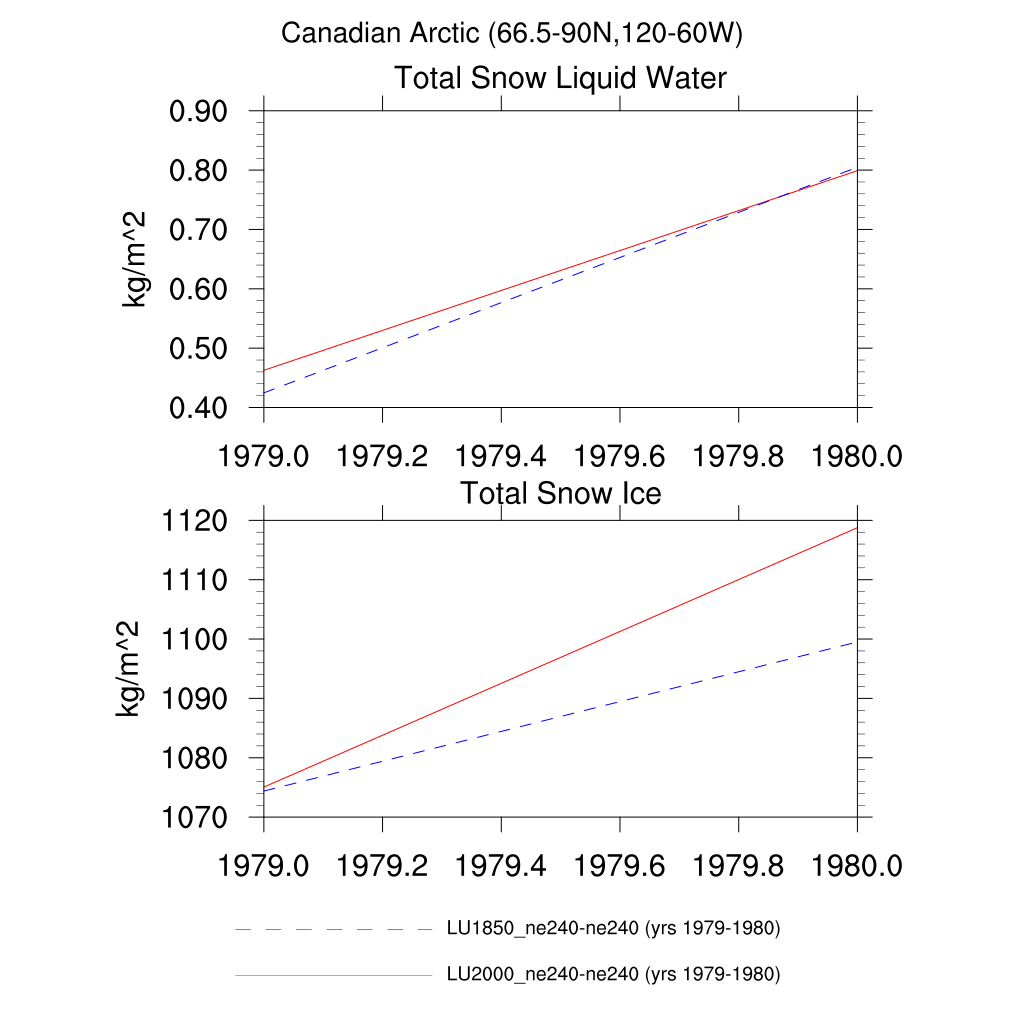 Canadian Arctic (66.5-90N,120-60W)
Total Snow Liquid Water
0.90
0.80
0.70
0.60
0.50
0.40
kg/m^2
1979.0 1979.2 1979.4 1979.6 1979.8 1980.0
Total Snow Ice
1120
1110
1100
1090
1080
1070
kg/m^2
1979.0 1979.2 1979.4 1979.6 1979.8 1980.0
LU1850_ne240-ne240 (yrs 1979-1980)
LU2000_ne240-ne240 (yrs 1979-1980)